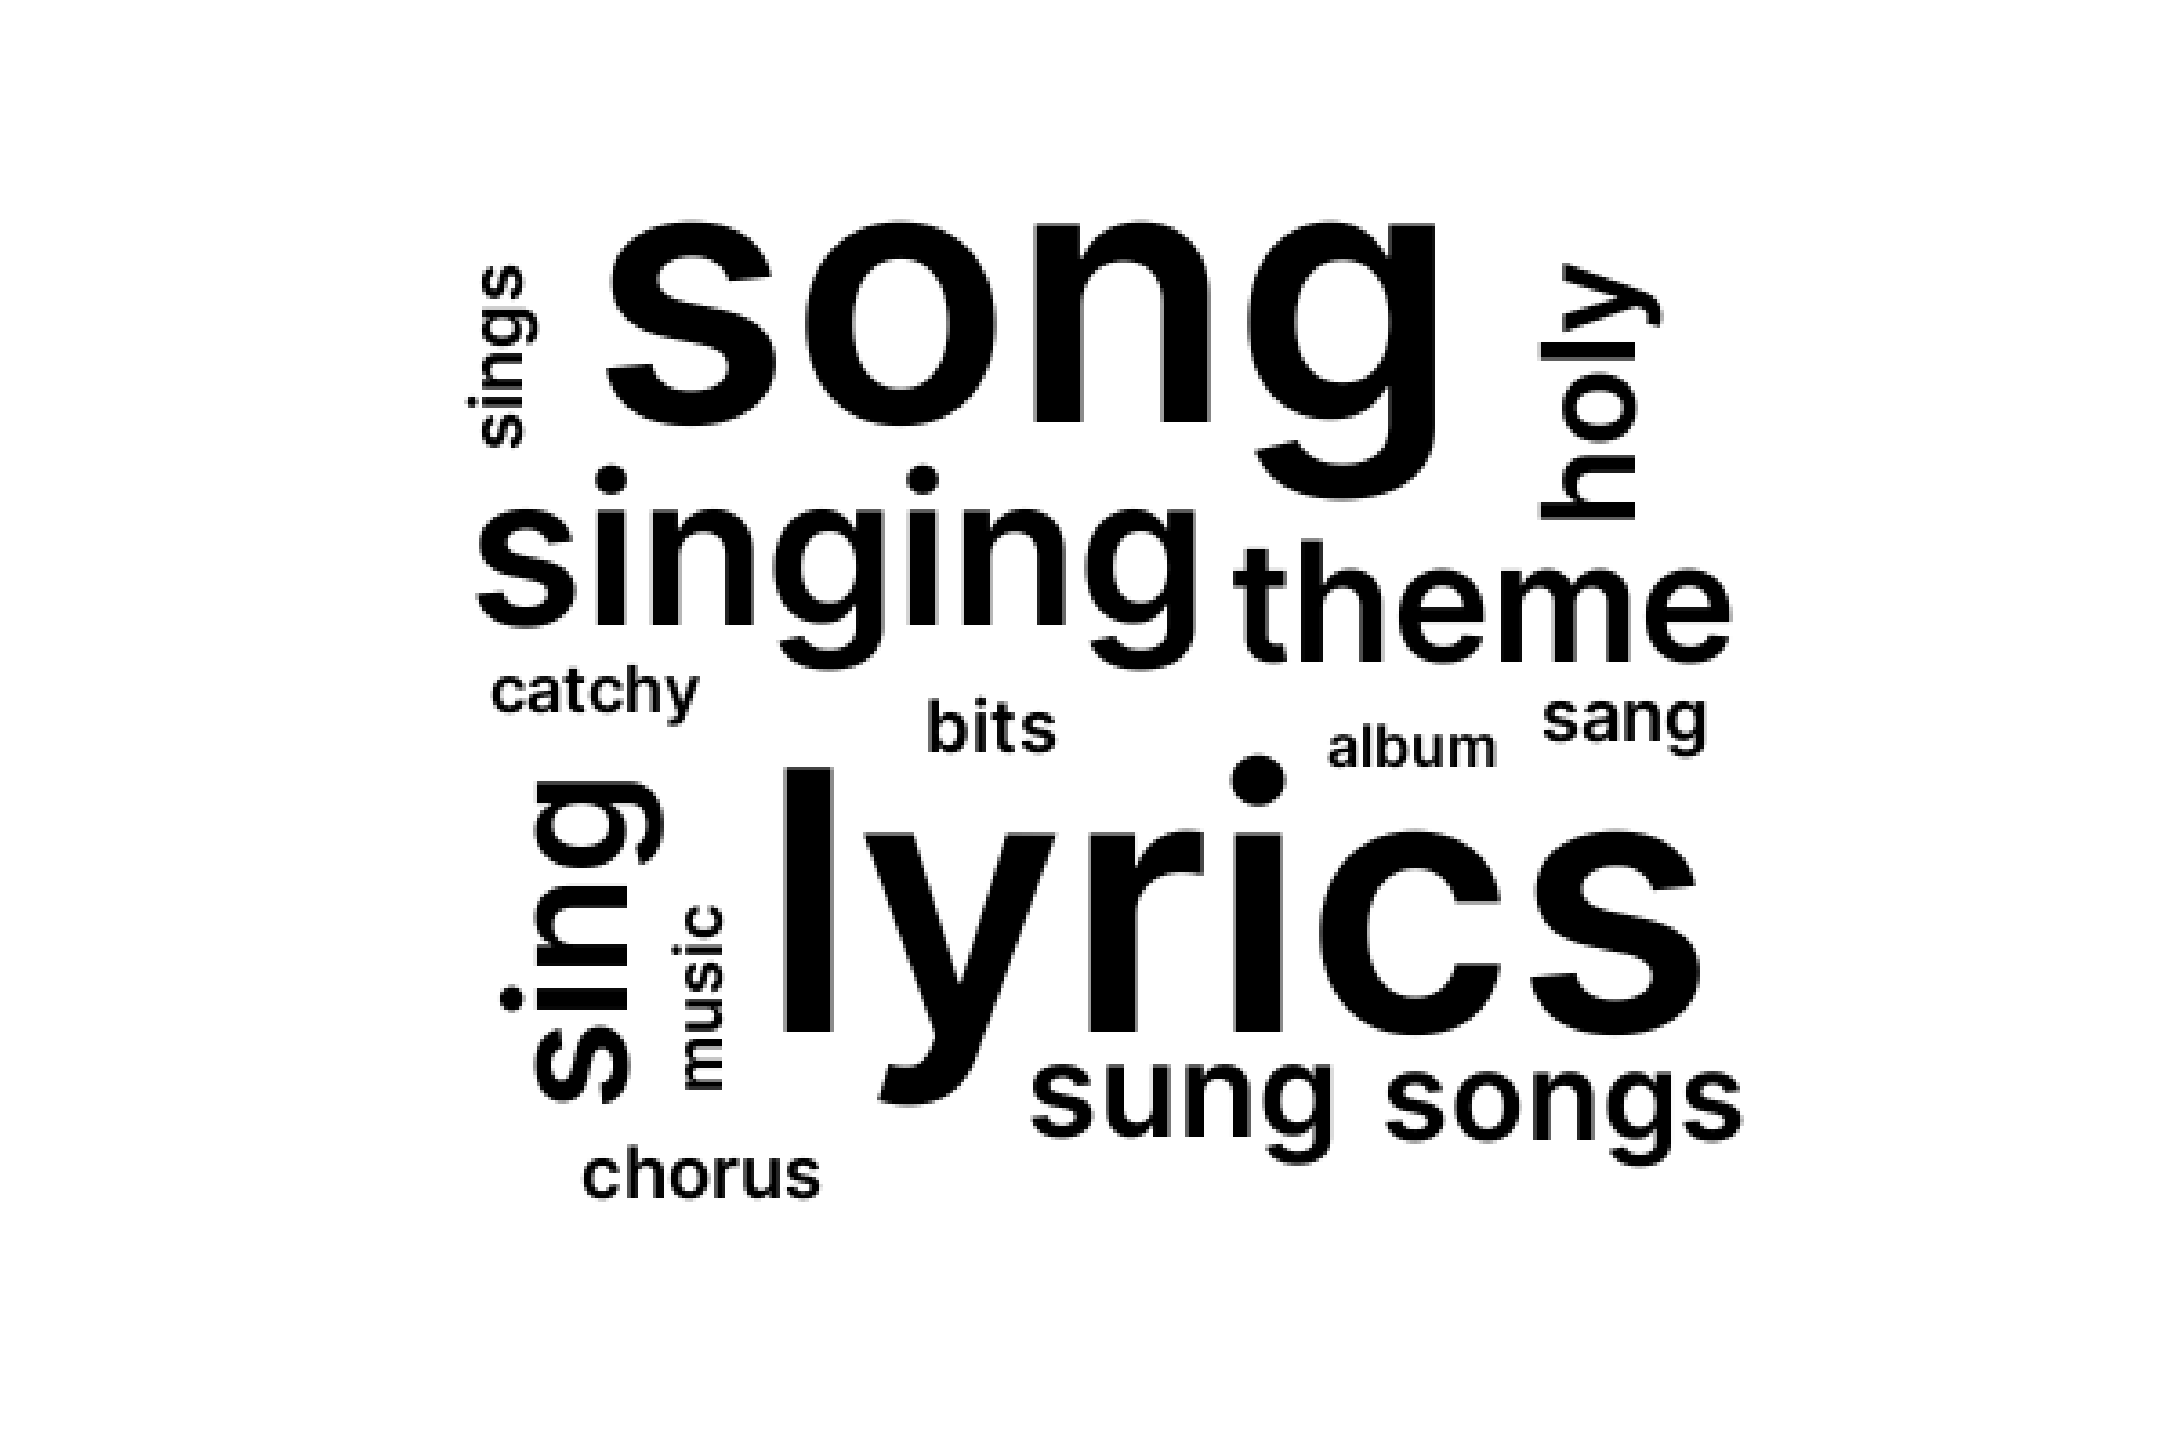 song
sings
holy
singing
theme
catchy
bits
sang
album
lyrics
sing
music
sung
songs
chorus